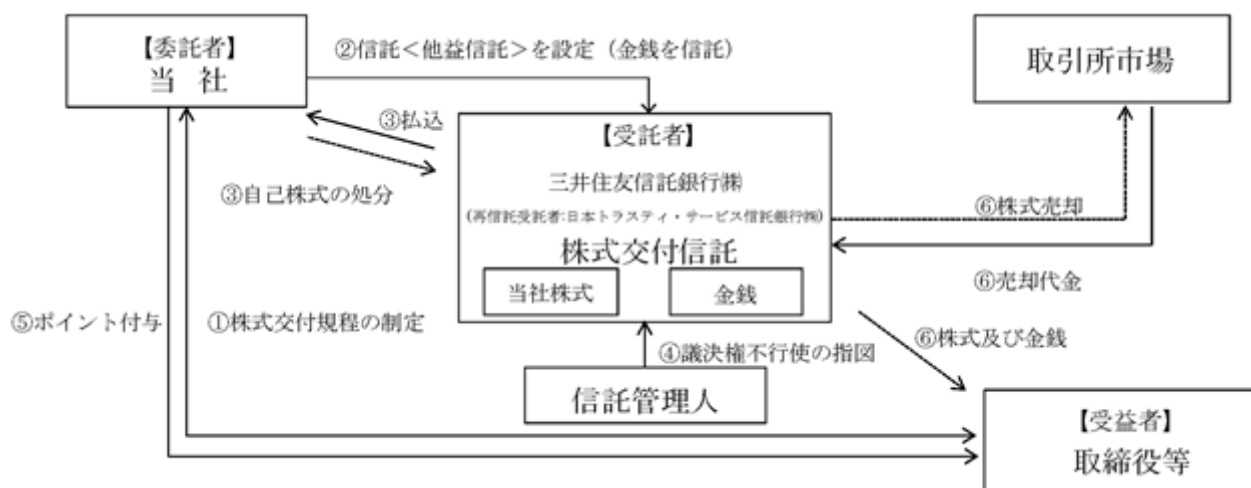 【委託者】
当 社
②信託<他益信託>を設定（金銭を信託）
取引所市場
③払込
③自己株式の処分
【受託者】
三井住友信託銀行㈱
(再信託受託者:日本トラスティ・サービス信託銀行㈱)
株式交付信託
当社株式
金銭
⑥株式売却
⑥売却代金
⑤ポイント付与
①株式交付規程の制定
④議決権不行使の指図
⑥株式及び金銭
信託管理人
【受益者】
取締役等